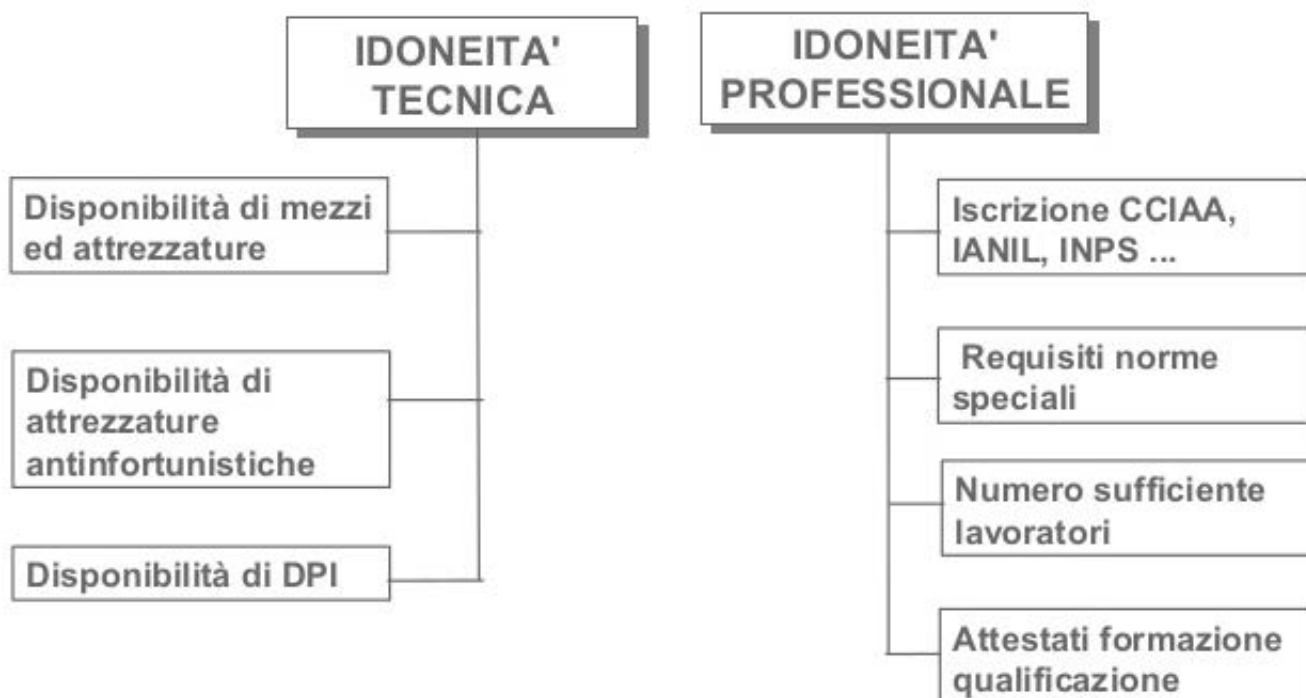 IDONEITA'
TECNICA
Disponibilità di mezzi
ed attrezzature
Disponibilità di
attrezzature
antinfortunistiche
Disponibilità di DPI
IDONEITA'
PROFESSIONALE
Iscrizione CCIAA,
IANIL, INPS ...
Requisiti norme
speciali
Numero sufficiente
lavoratori
Attestati formazione
qualificazione